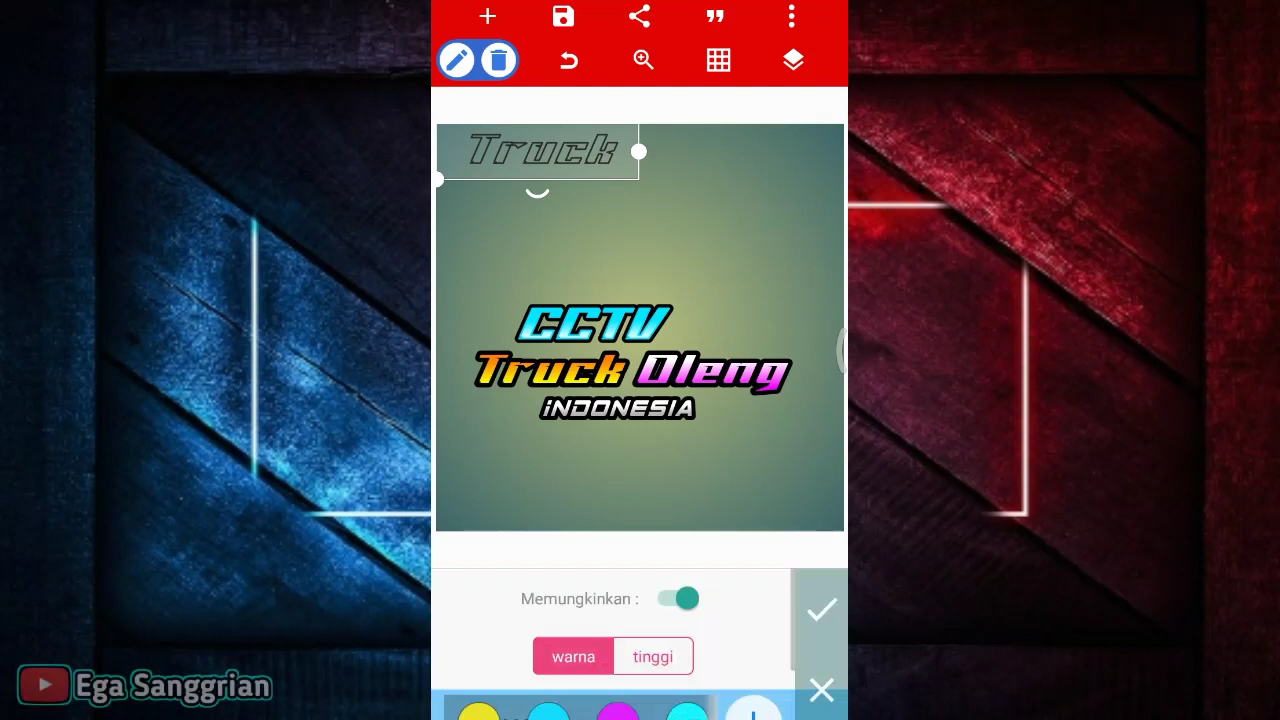 Truck
CCTV
Truck Oleng
iNDONESIA
Memungkinkan :
warna
tinggi
Ega Sanggrian